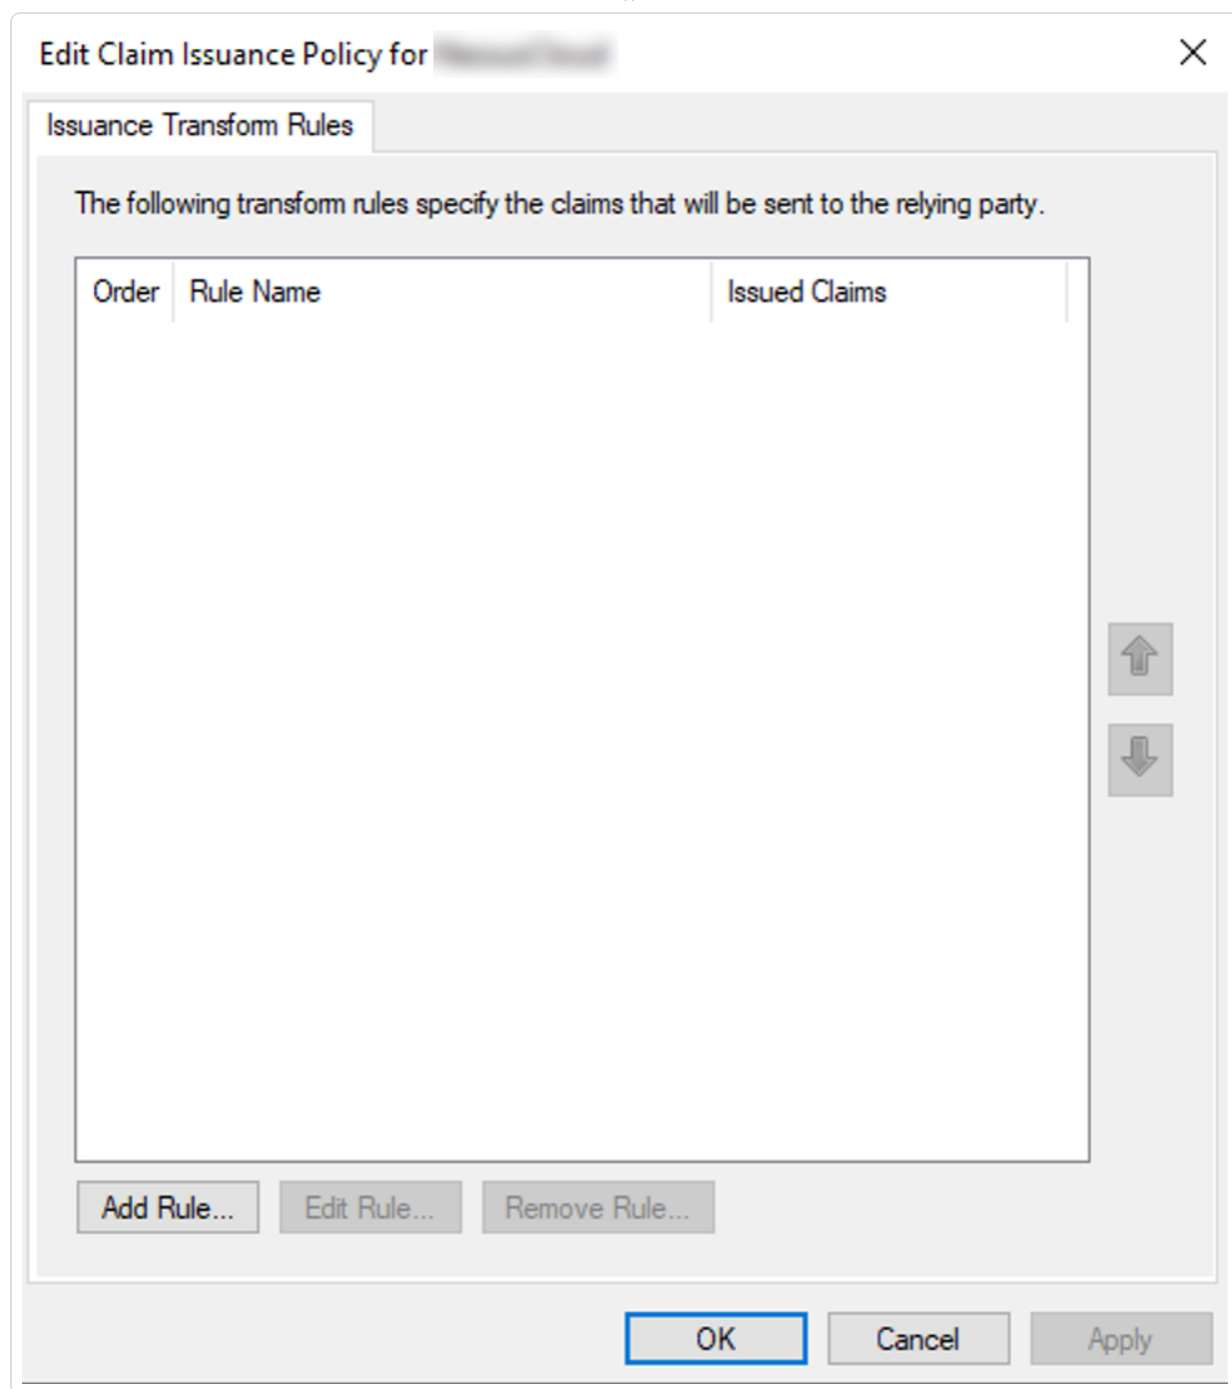 Edit Claim Issuance Policy for
Issuance Transform Rules
The following transform rules specify the claims that will be sent to the relying party.
Order Rule Name Issued Claims
Add Rule... Edit Rule... Remove Rule...
OK Cancel Apply